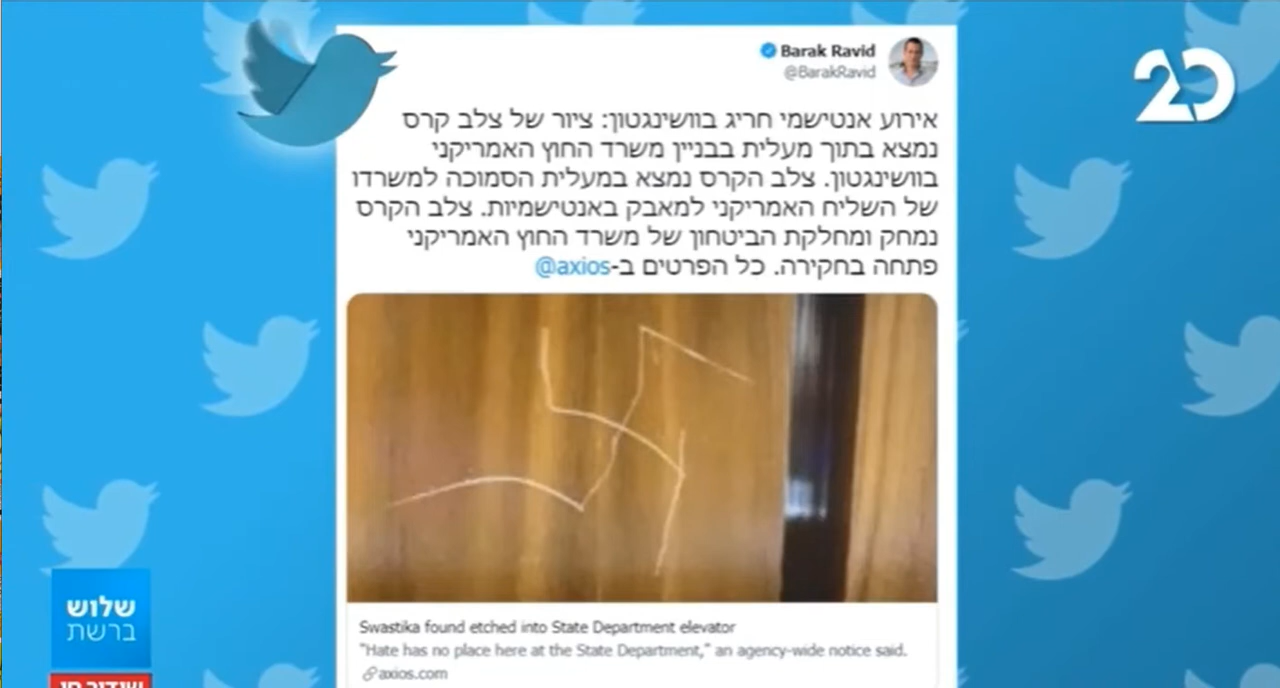 Barak Ravid
@BarakRavid
20
אירוע אנטישמי חריג בוושינגטון: ציור של צלב קרס
נמצא בתוך מעלית בבניין משרד החוץ האמריקני
בוושינגטון. צלב הקרס נמצא במעלית הסמוכה למשרדו
של השליח האמריקני למאבק באנטישמיות. צלב הקרס
נמחק ומחלקת הביטחון של משרד החוץ האמריקני
פתחה בחקירה. כל הפרטים ב-@axios
Swastika found etched into State Department elevator
"Hate has no place here at the State Department," an agency-wide notice said.
axios.com
שלוש
ברשת
שידור חי